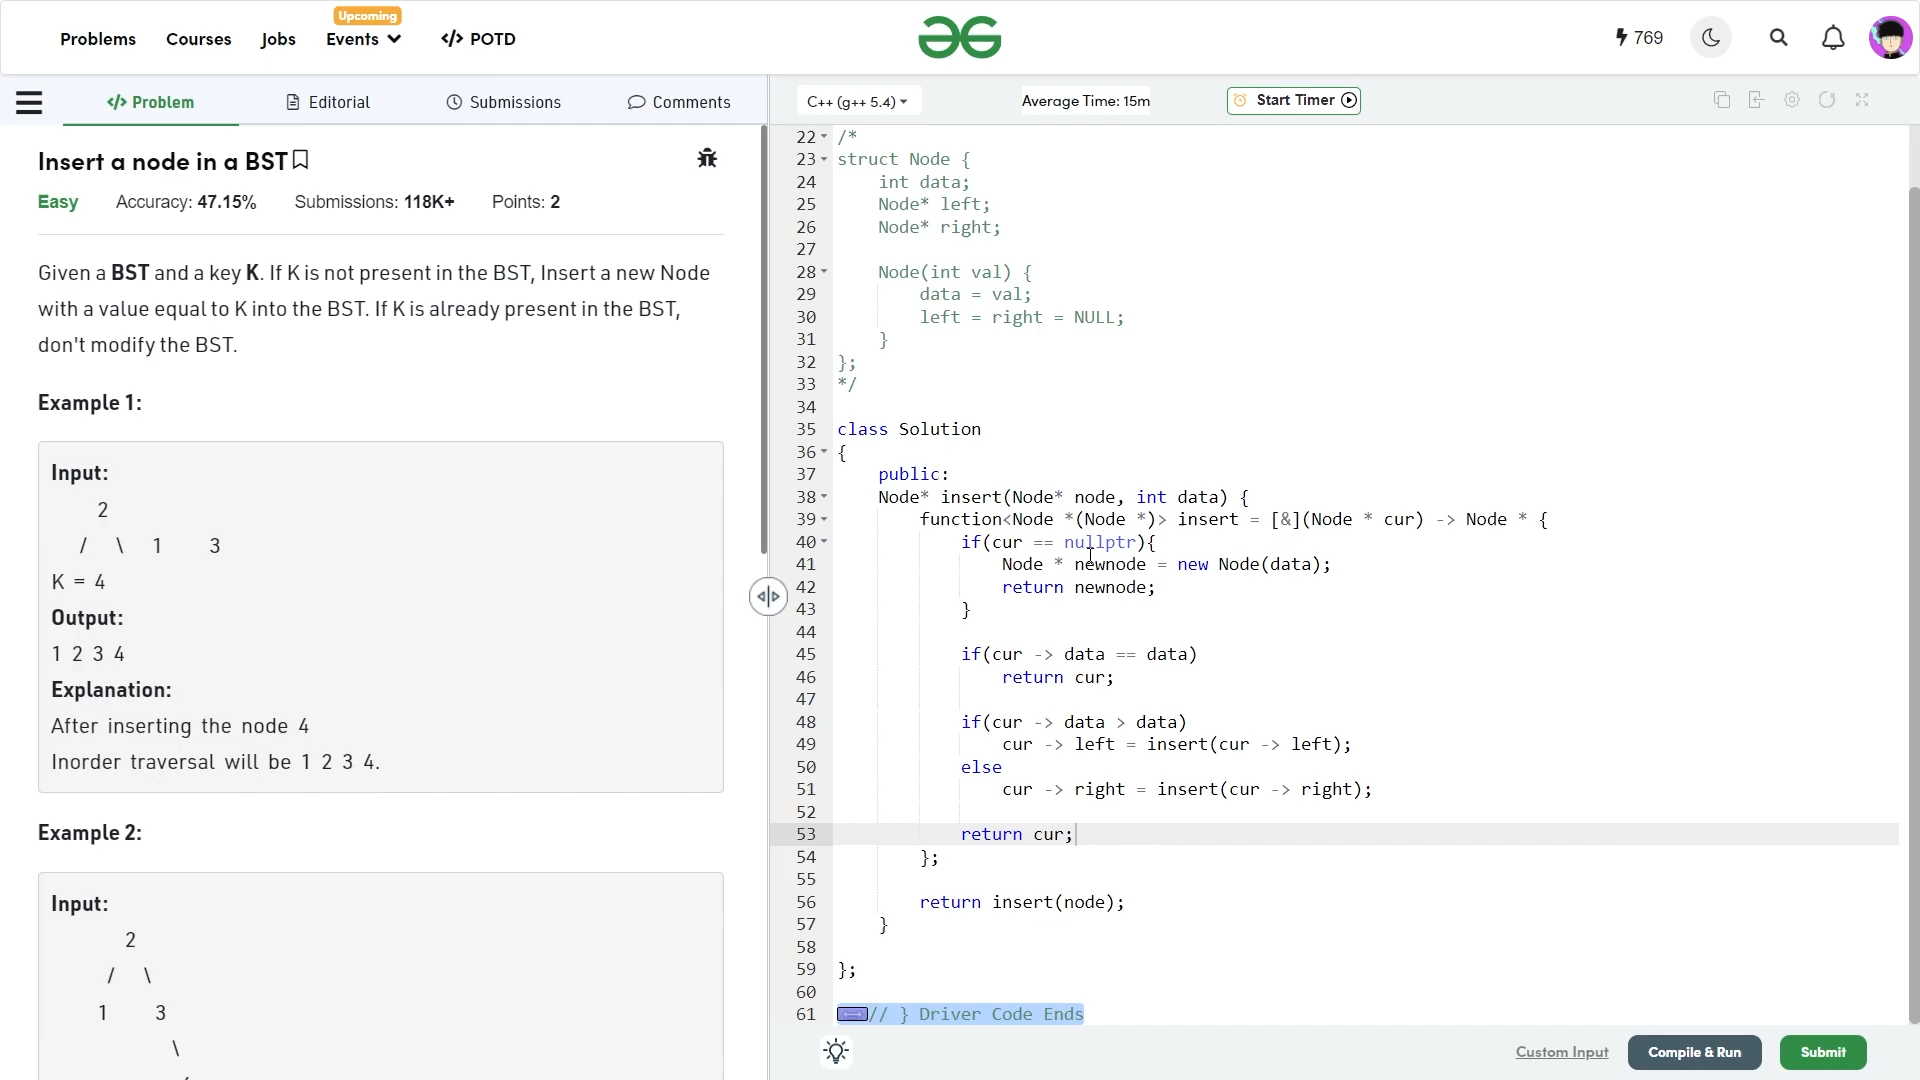 Problems
Courses
Jobs
Upcoming
Events
</> POTD
769
</> Problem
Editorial
Submissions
Comments
C++ (g++ 5.4)
Average Time: 15m
Start Timer
Insert a node in a BST
Easy Accuracy: 47.15% Submissions: 118K+ Points: 2
Given a BST and a key K. If K is not present in the BST, Insert a new Node
with a value equal to K into the BST. If K is already present in the BST,
don't modify the BST.
Example 1:
Input:
2
/ \ 1 3
K = 4
Output:
1 2 3 4
Explanation:
After inserting the node 4
Inorder traversal will be 1 2 3 4.
Example 2:
Input:
2
/ \
1 3
\
22 /*
23 struct Node {
24 int data;
25 Node* left;
26 Node* right;
27
28 Node(int val) {
29 data = val;
30 left = right = NULL;
31 }
32 };
33 */
34
35 class Solution
36 {
37 public:
38 Node* insert(Node* node, int data) {
39 function<Node *(Node *)> insert = [&](Node * cur) -> Node * {
40 if(cur == nullptr){
41 Node * newnode = new Node(data);
42 return newnode;
43 }
44
45 if(cur -> data == data)
46 return cur;
47
48 if(cur -> data > data)
49 cur -> left = insert(cur -> left);
50 else
51 cur -> right = insert(cur -> right);
52
53 return cur;
54 };
55
56 return insert(node);
57 }
58
59 };
60
61 // } Driver Code Ends
Custom Input
Compile & Run
Submit